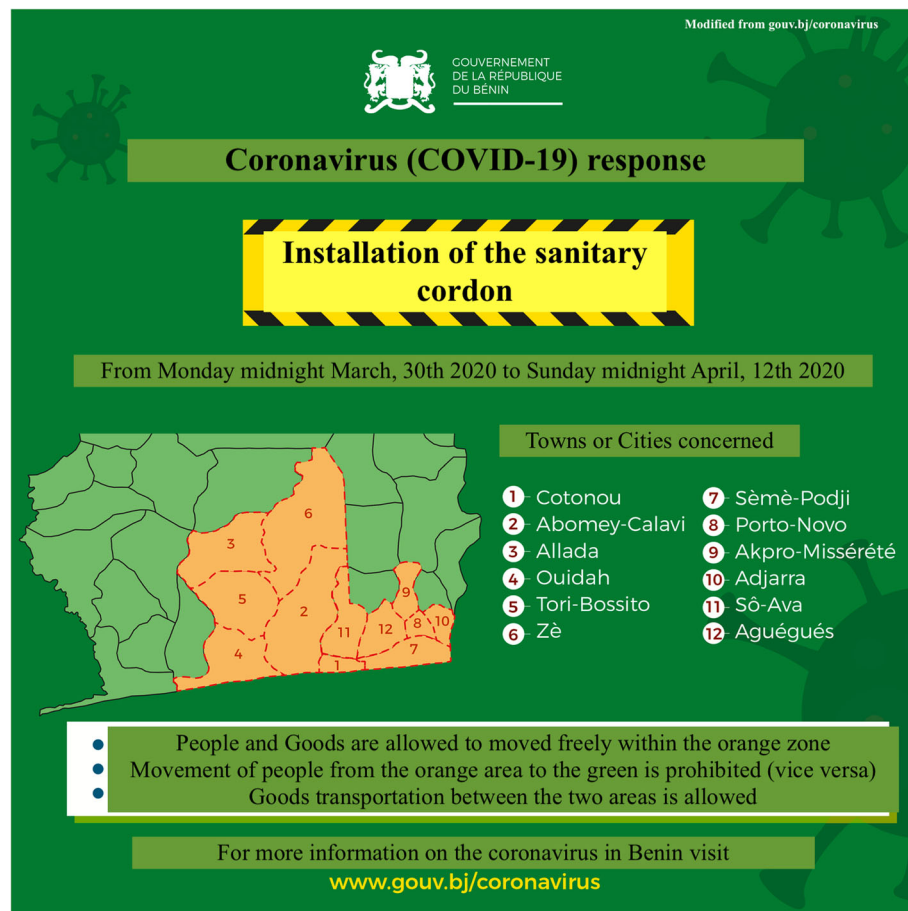 Modified from gouv.bj/coronavirus
GOUVERNEMENT
DE LA RÉPUBLIQUE
DU BÉNIN
Coronavirus (COVID-19) response
Installation of the sanitary
cordon
From Monday midnight March, 30th 2020 to Sunday midnight April, 12th 2020
Towns or Cities concerned
1 Cotonou
2 Abomey-Calavi
3 Allada
4 Ouidah
5 Tori-Bossito
6 Zè
7 Sèmè-Podji
8 Porto-Novo
9 Akpro-Missérété
10 Adjarra
11 Sô-Ava
12 Aguégués
6
3
9
5
2
11
12
8
10
4
7
1
People and Goods are allowed to moved freely within the orange zone
Movement of people from the orange area to the green is prohibited (vice versa)
Goods transportation between the two areas is allowed
For more information on the coronavirus in Benin visit
www.gouv.bj/coronavirus